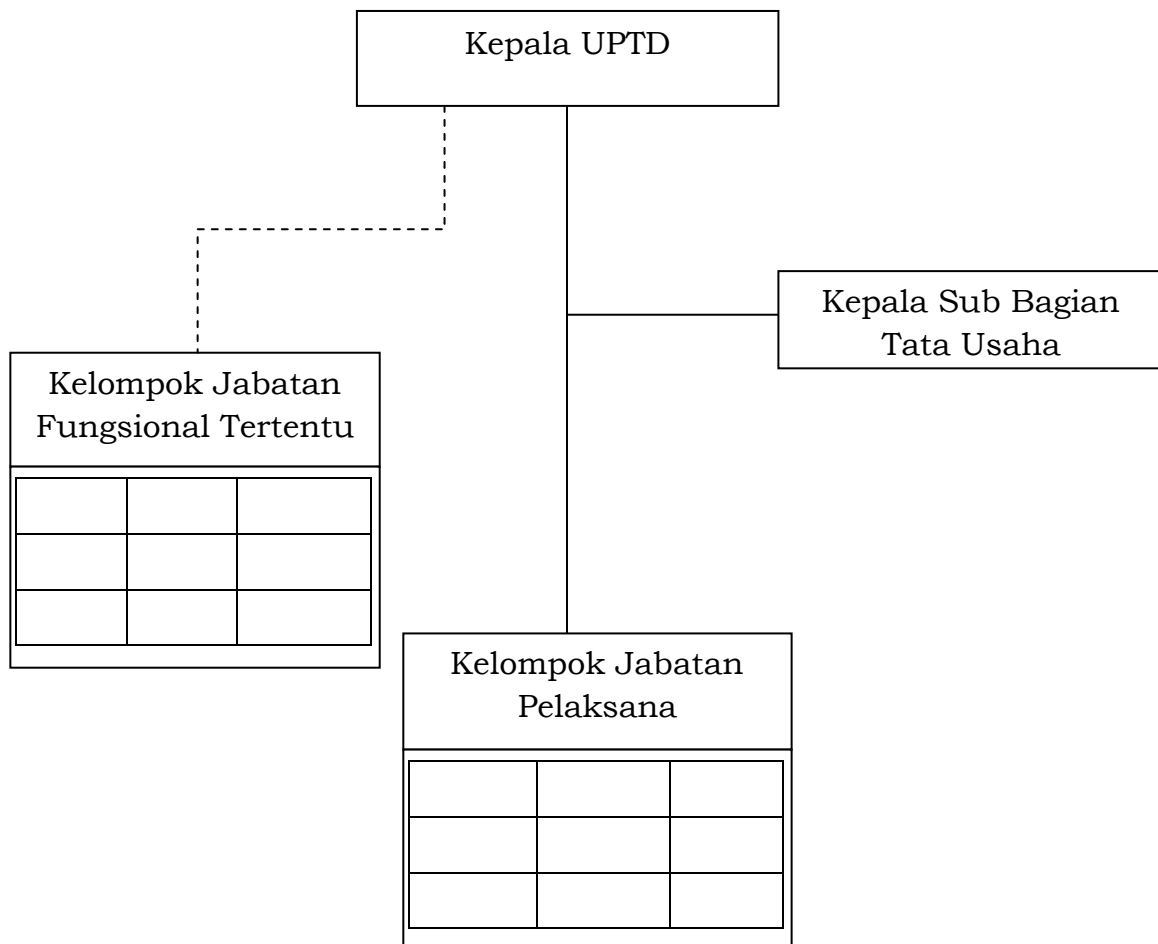 Kepala UPTD
Kepala Sub Bagian
Tata Usaha
Kelompok Jabatan
Fungsional Tertentu
Kelompok Jabatan
Pelaksana